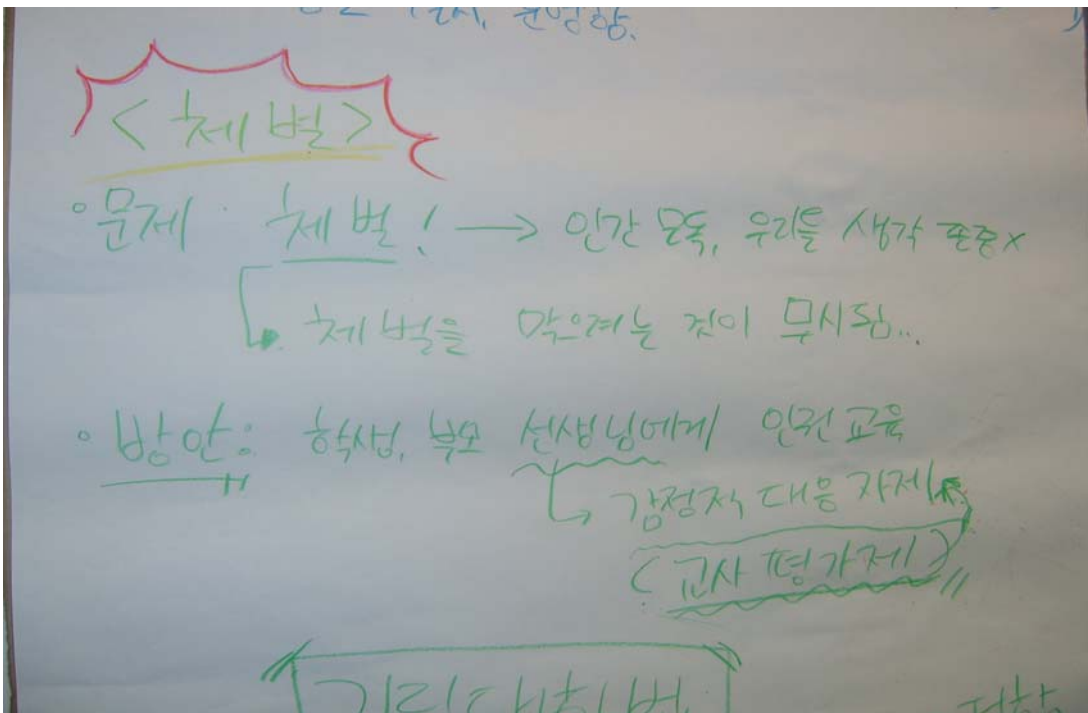 <체벌>
◦문제 · 체벌! → 인간 모독, 우리를 생각 존중x
체벌을 막으려는 것이 무시됨..
◦방안: 학생, 부모 선생님에게 인권교육
↳ 감정적 대응 자제
(교사평가제)